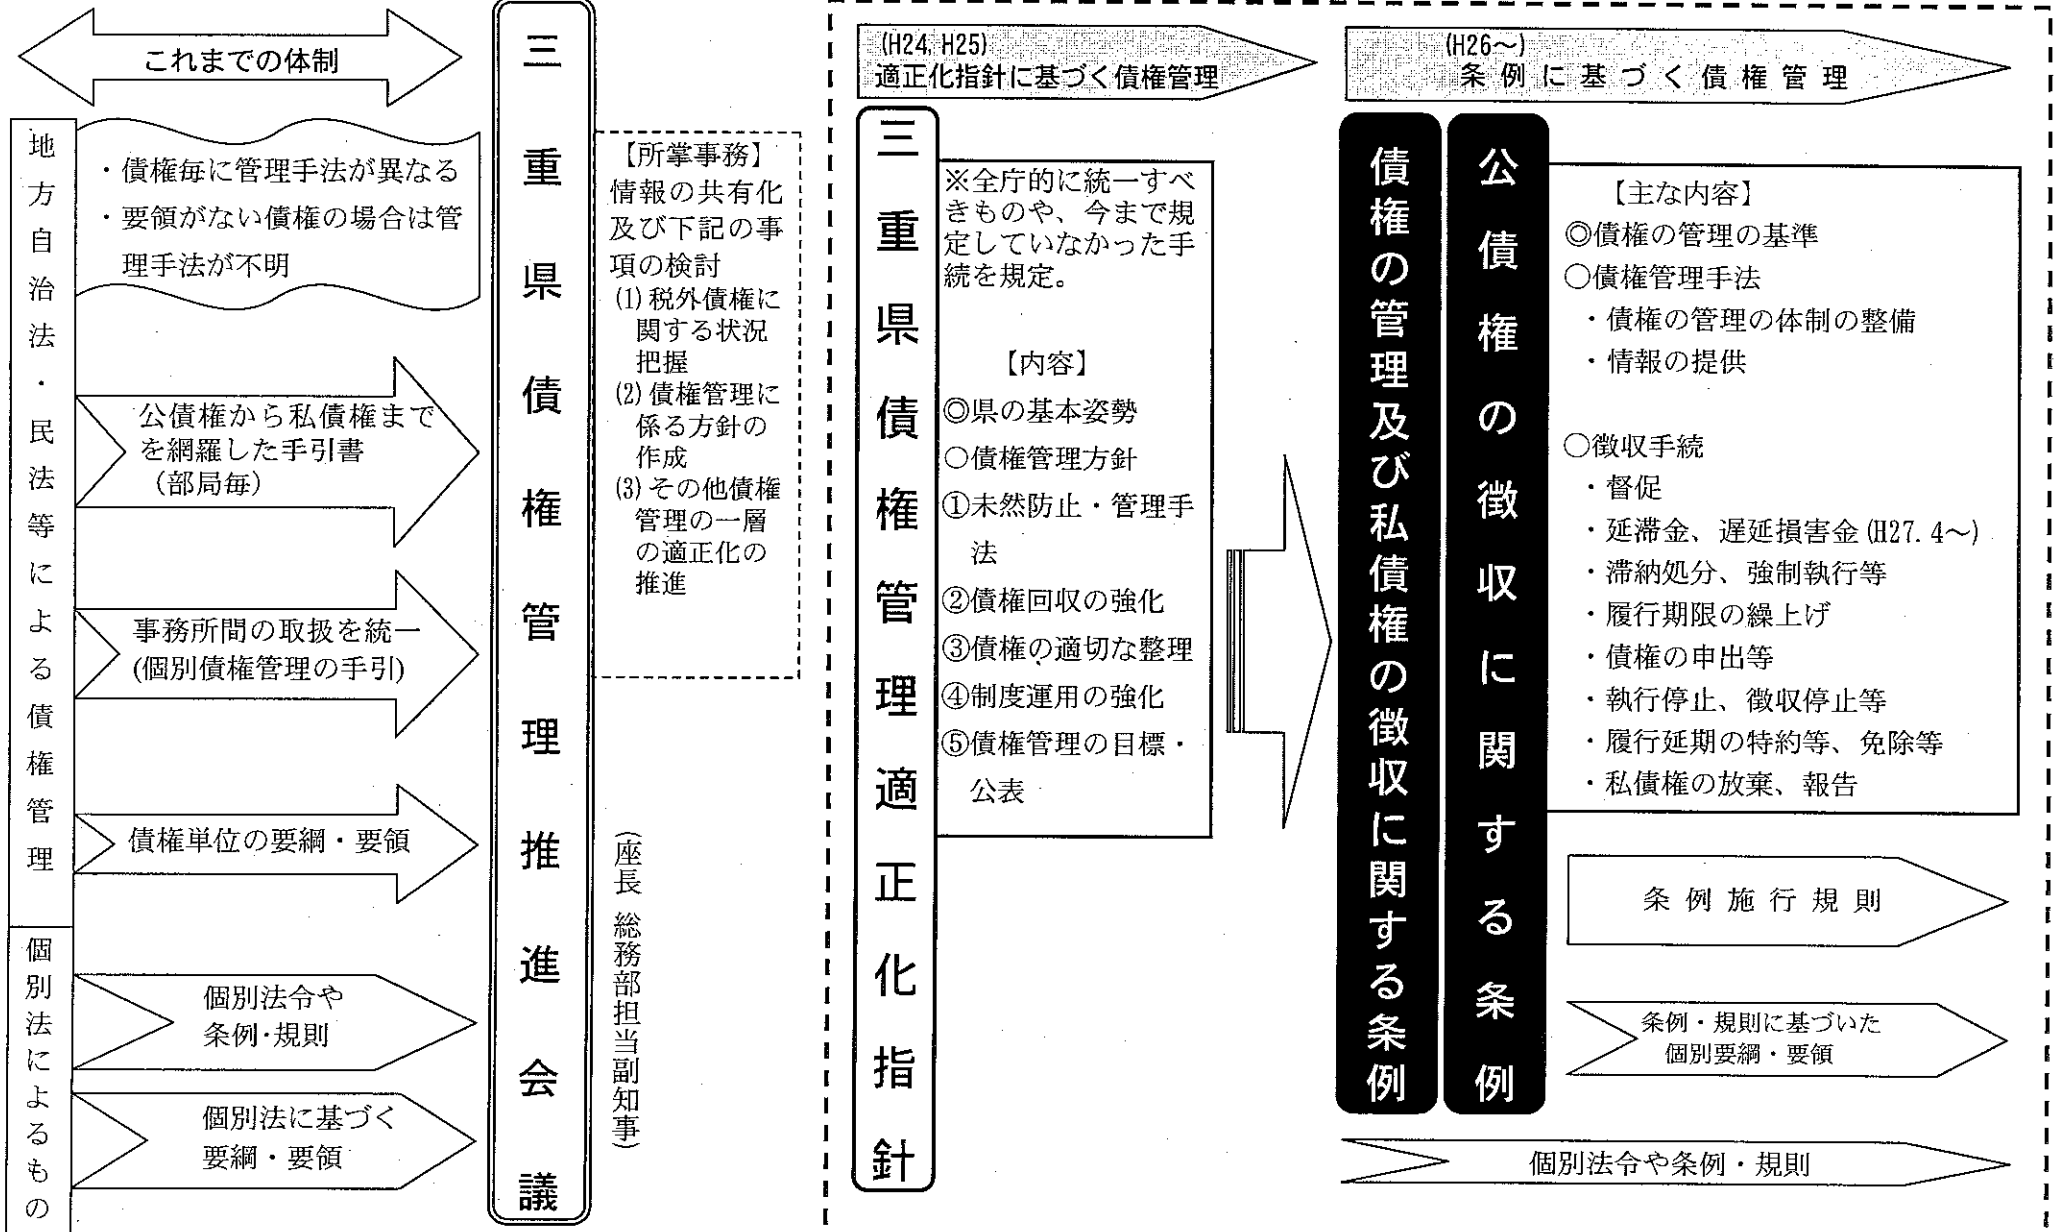 これまでの体制
地方自治法・民法等による債権管理
個別法によるもの
・債権毎に管理手法が異なる
・要領がない債権の場合は管
理手法が不明
公債権から私債権まで
を網羅した手引書
（部局毎）
事務所間の取扱を統一
(個別債権管理の手引)
債権単位の要綱・要領
個別法令や
条例･規則
個別法に基づく
要綱・要領
三重県債権管理推進会議
【所掌事務】
情報の共有化
及び下記の事
項の検討
(1) 税外債権に
関する状況
把握
(2) 債権管理に
係る方針の
作成
(3) その他債権
管理の一層
の適正化の
推進
（座長 総務部担当副知事）
(H24, H25)
適正化指針に基づく債権管理
三重県債権管理適正化指針
※全庁的に統一すべ
きものや、今まで規
定していなかった手
続を規定。
【内容】
◎県の基本姿勢
○債権管理方針
①未然防止・管理手
法
②債権回収の強化
③債権の適切な整理
④制度運用の強化
⑤債権管理の目標・
公表
(H26～)
条例に基づく債権管理
債権の管理及び私債権の徴収に関する条例
公債権の徴収に関する条例
【主な内容】
◎債権の管理の基準
○債権管理手法
・債権の管理の体制の整備
・情報の提供
○徴収手続
・督促
・延滞金、遅延損害金(H27.4～)
・滞納処分、強制執行等
・履行期限の繰上げ
・債権の申出等
・執行停止、徴収停止等
・履行延期の特約等、免除等
・私債権の放棄、報告
条例施行規則
条例・規則に基づいた
個別要綱・要領
個別法令や条例・規則